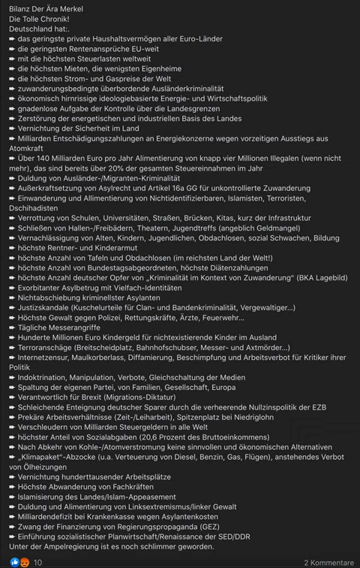 Bilanz Der Ära Merkel
Die Tolle Chronik!
Deutschland hat:.
➨ das geringste private Haushaltsvermögen aller Euro-Länder
➨ die geringsten Rentenansprüche EU-weit
➨ mit die höchsten Steuerlasten weltweit
➨ die höchsten Mieten, die wenigsten Eigenheime
➨ die höchsten Strom- und Gaspreise der Welt
➨ zuwanderungsbedingte überbordende Ausländerkriminalität
➨ ökonomisch hirnrissige ideologiebasierte Energie- und Wirtschaftspolitik
➨ gnadenlose Aufgabe der Kontrolle über die Landesgrenzen
➨ Zerstörung der energetischen und industriellen Basis des Landes
➨ Vernichtung der Sicherheit im Land
➨ Milliarden Entschädigungszahlungen an Energiekonzerne wegen vorzeitigen Ausstiegs aus
Atomkraft
➨ Über 140 Milliarden Euro pro Jahr Alimentierung von knapp vier Millionen Illegalen (wenn nicht
mehr), das sind bereits über 20% der gesamten Steuereinnahmen im Jahr
➨ Duldung von Ausländer-/Migranten-Kriminalität
➨ Außerkraftsetzung von Asylrecht und Artikel 16a GG für unkontrollierte Zuwanderung
➨ Einwanderung und Allimentierung von Nichtidentifizierbaren, Islamisten, Terroristen,
Dschihadisten
➨ Verrottung von Schulen, Universitäten, Straßen, Brücken, Kitas, kurz der Infrastruktur
➨ Schließen von Hallen-/Freibädern, Theatern, Jugendtreffs (angeblich Geldmangel)
➨ Vernachlässigung von Alten, Kindern, Jugendlichen, Obdachlosen, sozial Schwachen, Bildung
➨ höchste Rentner- und Kinderarmut
➨ höchste Anzahl von Tafeln und Obdachlosen (im reichsten Land der Welt!)
➨ höchste Anzahl von Bundestagsabgeordneten, höchste Diätenzahlungen
➨ höchste Anzahl deutscher Opfer von „Kriminalität im Kontext von Zuwanderung“ (BKA Lagebild)
➨ Exorbitanter Asylbetrug mit Vielfach-Identitäten
➨ Nichtabschiebung kriminellster Asylanten
➨ Justizskandale (Kuschelurteile für Clan- und Bandenkriminalität, Vergewaltiger...)
➨ Höchste Gewalt gegen Polizei, Rettungskräfte, Ärzte, Feuerwehr...
➨ Tägliche Messerangriffe
➨ Hunderte Millionen Euro Kindergeld für nichtexistierende Kinder im Ausland
➨ Terroranschäge (Breitscheidplatz, Bahnhofschubser, Messer- und Axtmörder...)
➨ Internetzensur, Maulkorberlass, Diffamierung, Beschimpfung und Arbeitsverbot für Kritiker ihrer
Politik
➨ Indoktrination, Manipulation, Verbote, Gleichschaltung der Medien
➨ Spaltung der eigenen Partei, von Familien, Gesellschaft, Europa
➨ Verantwortlich für Brexit (Migrations-Diktatur)
➨ Schleichende Enteignung deutscher Sparer durch die verheerende Nullzinspolitik der EZB
➨ Prekäre Arbeitsverhältnisse (Zeit-/Leiharbeit), Spitzenplatz bei Niedriglohn
➨ Verschleudern von Milliarden Steuergeldern in alle Welt
➨ höchster Anteil von Sozialabgaben (20,6 Prozent des Bruttoeinkommens)
➨ Nach Abkehr von Kohle-/Atomverstromung keine sinnvollen und ökonomischen Alternativen
➨ „Klimapaket“-Abzocke (u.a. Verteuerung von Diesel, Benzin, Gas, Flügen), anstehendes Verbot
von Ölheizungen
➨ Vernichtung hunderttausender Arbeitsplätze
➨ Höchste Abwanderung von Fachkräften
➨ Islamisierung des Landes/Islam-Appeasement
➨ Duldung und Alimentierung von Linksextremismus/linker Gewalt
➨ Milliardendefizit bei Krankenkasse wegen Asylantenkosten
➨ Zwang der Finanzierung von Regierungspropaganda (GEZ)
➨ Einführung sozialistischer Planwirtschaft/Renaissance der SED/DDR
Unter der Ampelregierung ist es noch schlimmer geworden.
10
2 Kommentare